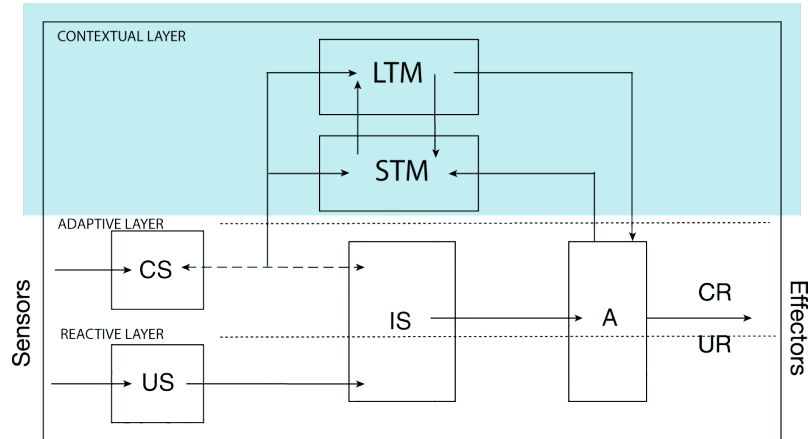 CONTEXTUAL LAYER
LTM
STM
ADAPTIVE LAYER
CS
Sensors
IS
A
CR
Effectors
REACTIVE LAYER
UR
US